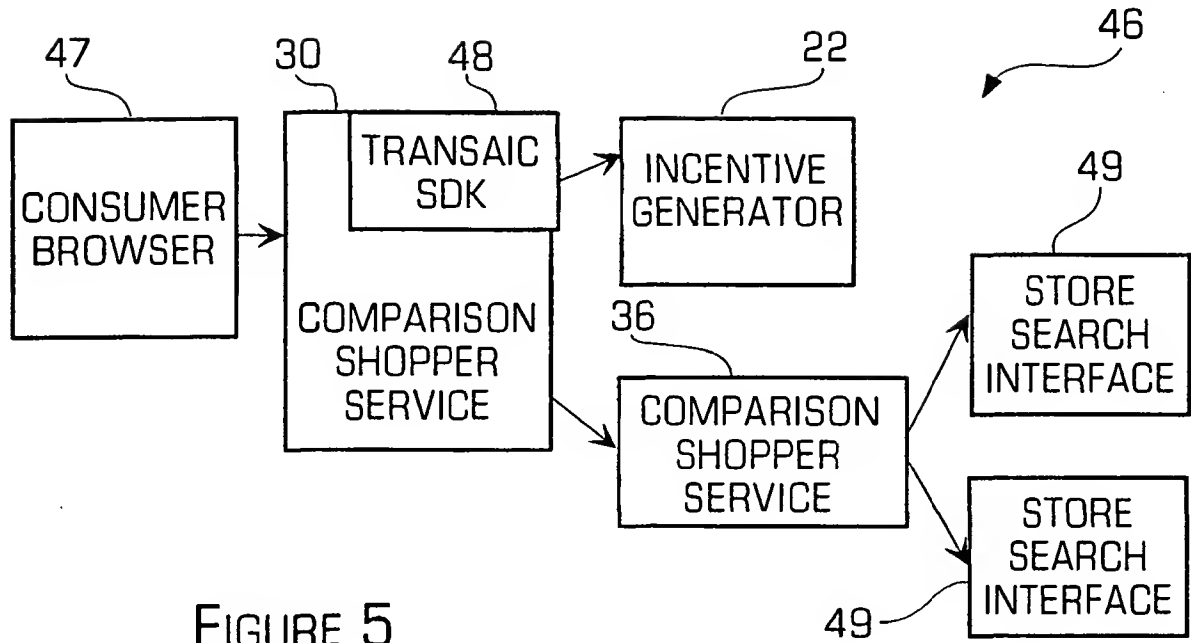 46
47
30
48
22
CONSUMER
BROWSER
TRANSAIC
SDK
INCENTIVE
GENERATOR
COMPARISON
SHOPPER
SERVICE
36
COMPARISON
SHOPPER
SERVICE
49
STORE
SEARCH
INTERFACE
STORE
SEARCH
INTERFACE
49
FIGURE 5